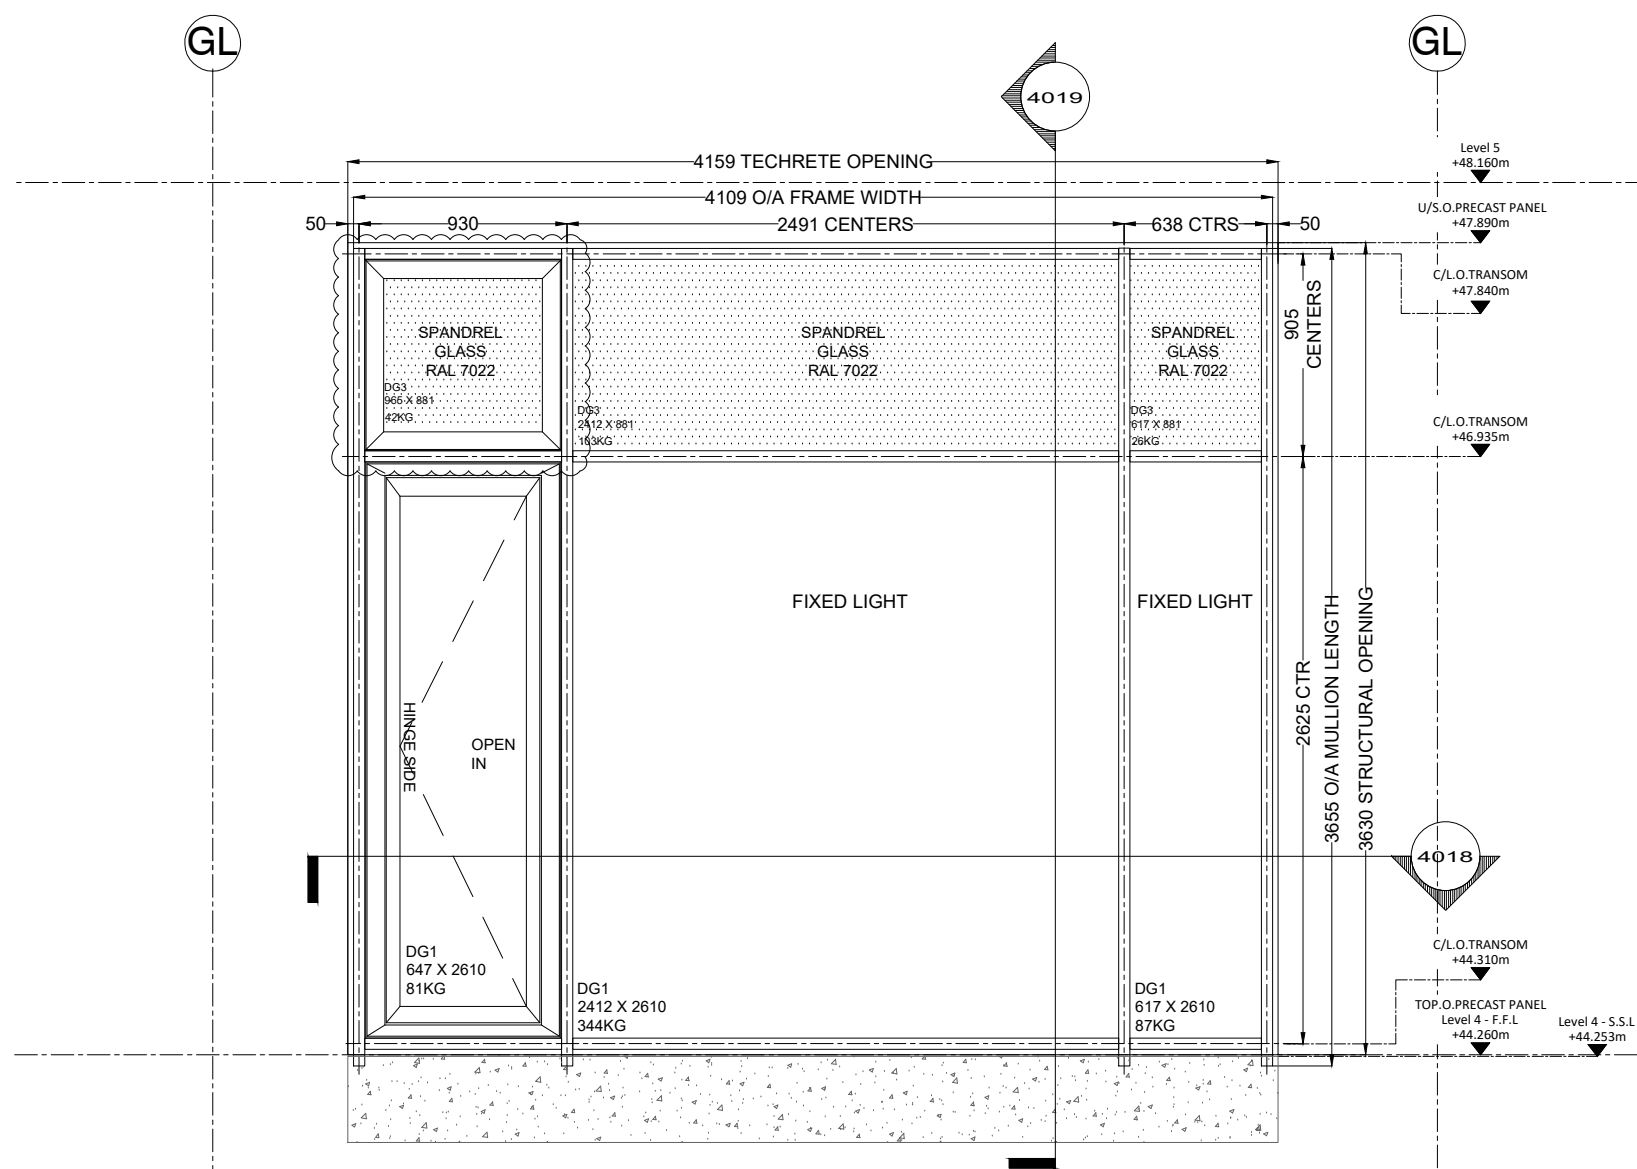 GL
GL
4019
4159 TECHRETE OPENING
Level 5
+48.160m
4109 O/A FRAME WIDTH
U/S.O.PRECAST PANEL
+47.890m
50
930
2491 CENTERS
638 CTRS
50
C/L.O.TRANSOM
+47.840m
905
CENTERS
SPANDREL
GLASS
RAL 7022
SPANDREL
GLASS
RAL 7022
SPANDREL
GLASS
RAL 7022
DG3
965 X 881
42KG
DG3
2412 X 881
103KG
DG3
617 X 881
26KG
C/L.O.TRANSOM
+46.935m
FIXED LIGHT
FIXED LIGHT
2625 CTR
3655 O/A MULLION LENGTH
3630 STRUCTURAL OPENING
HINGE SIDE
OPEN
IN
4018
DG1
647 X 2610
81KG
DG1
2412 X 2610
344KG
DG1
617 X 2610
87KG
C/L.O.TRANSOM
+44.310m
TOP.O.PRECAST PANEL
Level 4 - F.F.L
+44.260m
Level 4 - S.S.L
+44.253m